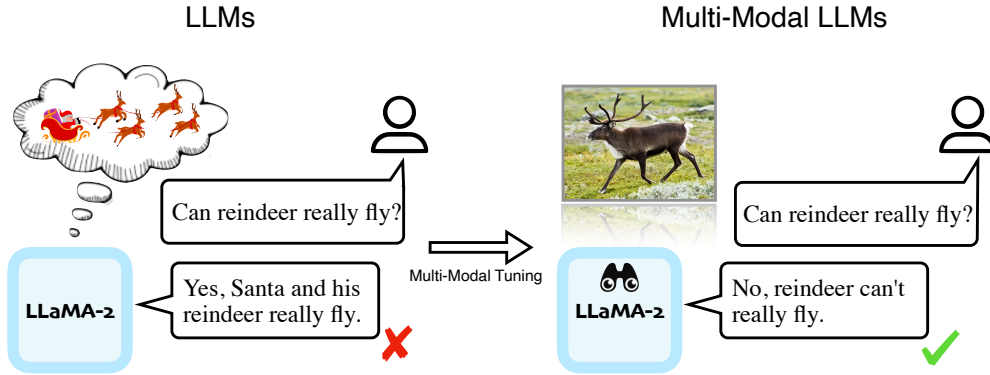 LLMs
Multi-Modal LLMs
Can reindeer really fly?
Can reindeer really fly?
Multi-Modal Tuning
LLaMA-2
Yes, Santa and his
reindeer really fly.
LLaMA-2
No, reindeer can't
really fly.